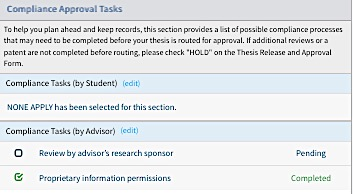 Compliance Approval Tasks
To help you plan ahead and keep records, this section provides a list of possible compliance processes
that may need to be completed before your thesis is routed for approval. If additional reviews or a
patent are not completed before routing, please check "HOLD" on the Thesis Release and Approval
Form.
Compliance Tasks (by Student) (edit)
NONE APPLY has been selected for this section.
Compliance Tasks (by Advisor) (edit)
Review by advisor's research sponsor Pending
Proprietary information permissions Completed